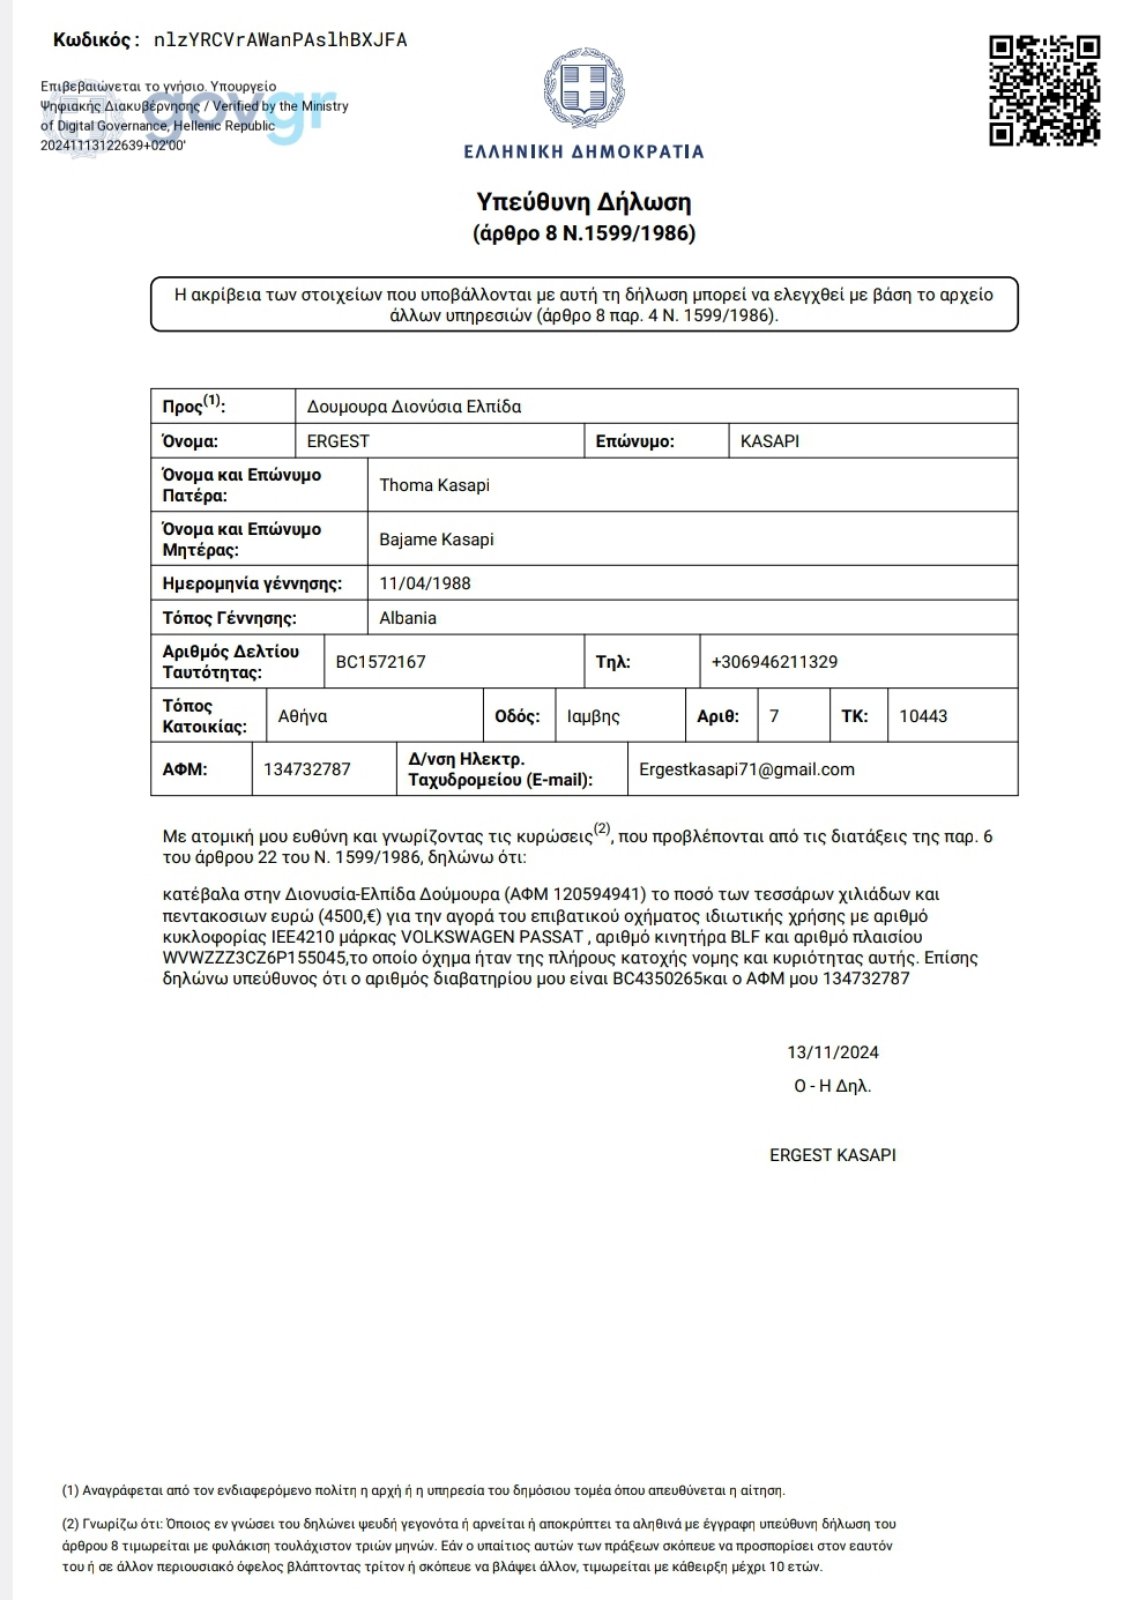 Κωδικός: nlzYRCVrAWanPAslhBXJFA
Επιβεβαιώνεται το γνήσιο. Υπουργείο
Ψηφιακής Διακυβέρνησης / Verified by the Ministry
of Digital Governance, Hellenic Republic
20241113122639+02'00'
govgr
ΕΛΛΗΝΙΚΗ ΔΗΜΟΚΡΑΤΙΑ
Υπεύθυνη Δήλωση
(άρθρο 8 Ν.1599/1986)
Η ακρίβεια των στοιχείων που υποβάλλονται με αυτή τη δήλωση μπορεί να ελεγχθεί με βάση το αρχείο
άλλων υπηρεσιών (άρθρο 8 παρ. 4 Ν. 1599/1986).
Προς(1): Δουμουρα Διονύσια Ελπίδα
Όνομα: ERGEST Επώνυμο: KASAPI
Όνομα και Επώνυμο
Πατέρα: Thoma Kasapi
Όνομα και Επώνυμο
Μητέρας: Bajame Kasapi
Ημερομηνία γέννησης: 11/04/1988
Τόπος Γέννησης: Albania
Αριθμός Δελτίου
Ταυτότητας: BC1572167 Τηλ: +306946211329
Τόπος
Κατοικίας: Αθήνα Οδός: Ιαμβης Αριθ: 7 ΤΚ: 10443
ΑΦΜ: 134732787 Δ/νση Ηλεκτρ.
Ταχυδρομείου (E-mail): Ergestkasapi71@gmail.com
Με ατομική μου ευθύνη και γνωρίζοντας τις κυρώσεις(2), που προβλέπονται από τις διατάξεις της παρ. 6
του άρθρου 22 του Ν. 1599/1986, δηλώνω ότι:
κατέβαλα στην Διονυσία-Ελπίδα Δούμουρα (ΑΦΜ 120594941) το ποσό των τεσσάρων χιλιάδων και
πεντακοσιων ευρώ (4500,€) για την αγορά του επιβατικού οχήματος ιδιωτικής χρήσης με αριθμό
κυκλοφορίας ΙΕΕ4210 μάρκας VOLKSWAGEN PASSAT , αριθμό κινητήρα BLF και αριθμό πλαισίου
WVWZZZ3CZ6P155045,το οποίο όχημα ήταν της πλήρους κατοχής νομης και κυριότητας αυτής. Επίσης
δηλώνω υπεύθυνος ότι ο αριθμός διαβατηρίου μου είναι BC4350265και ο ΑΦΜ μου 134732787
13/11/2024
Ο - Η Δηλ.
ERGEST KASAPI
(1) Αναγράφεται από τον ενδιαφερόμενο πολίτη η αρχή ή η υπηρεσία του δημόσιου τομέα όπου απευθύνεται η αίτηση.
(2) Γνωρίζω ότι: Όποιος εν γνώσει του δηλώνει ψευδή γεγονότα ή αρνείται ή αποκρύπτει τα αληθινά με έγγραφη υπεύθυνη δήλωση του
άρθρου 8 τιμωρείται με φυλάκιση τουλάχιστον τριών μηνών. Εάν ο υπαίτιος αυτών των πράξεων σκόπευε να προσπορίσει στον εαυτόν
του ή σε άλλον περιουσιακό όφελος βλάπτοντας τρίτον ή σκόπευε να βλάψει άλλον, τιμωρείται με κάθειρξη μέχρι 10 ετών.